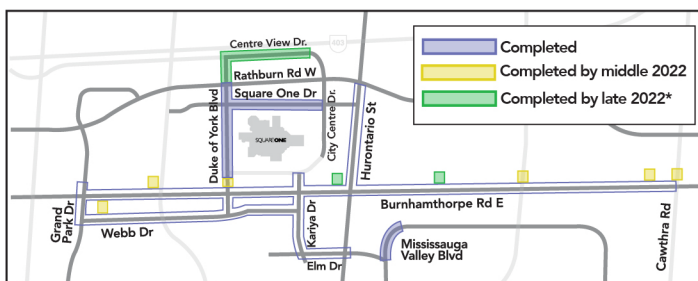 Centre View Dr.
403
Completed
Rathburn Rd W
Completed by middle 2022
Square One Dr
Completed by late 2022*
Duke of York Blvd
SQUAREONE
City Centre Dr.
Hurontario St
Grand
Park Dr
Webb Dr
Kariya Dr
Burnhamthorpe Rd E
Mississauga
Valley Blvd
Elm Dr
Cawthra Rd